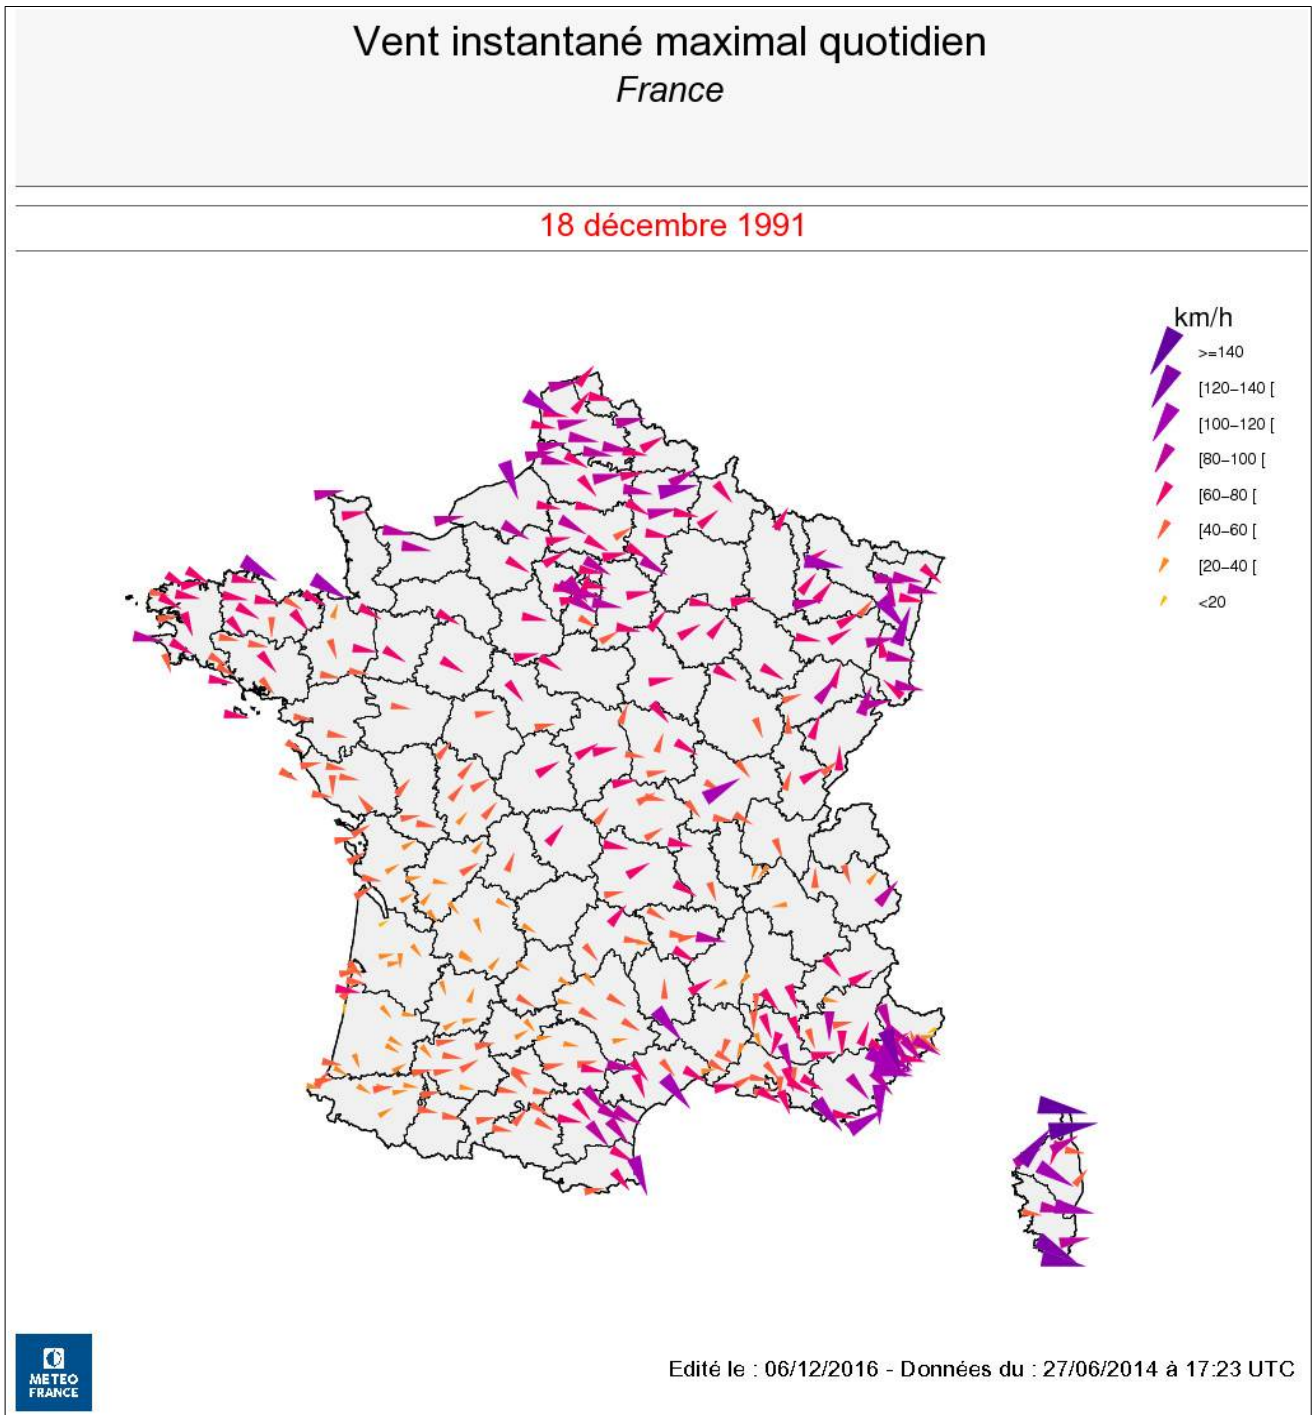 Vent instantané maximal quotidien
France
18 décembre 1991
km/h
>=140
[120-140 [
[100-120 [
[80-100 [
[60-80 [
[40-60 [
[20-40 [
<20
METEO
FRANCE
Edité le : 06/12/2016 - Données du : 27/06/2014 à 17:23 UTC